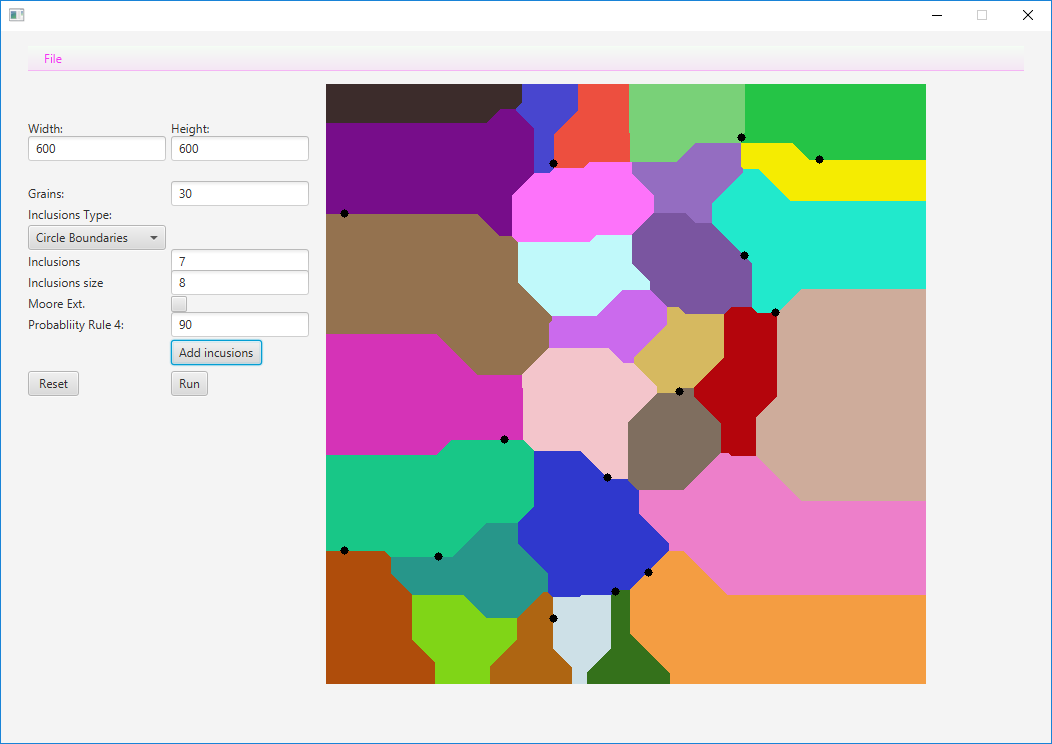 File
Width: Height:
600 600
Grains: 30
Inclusions Type:
Circle Boundaries
Inclusions 7
Inclusions size 8
Moore Ext.
Probabliity Rule 4: 90
Add incusions
Reset Run